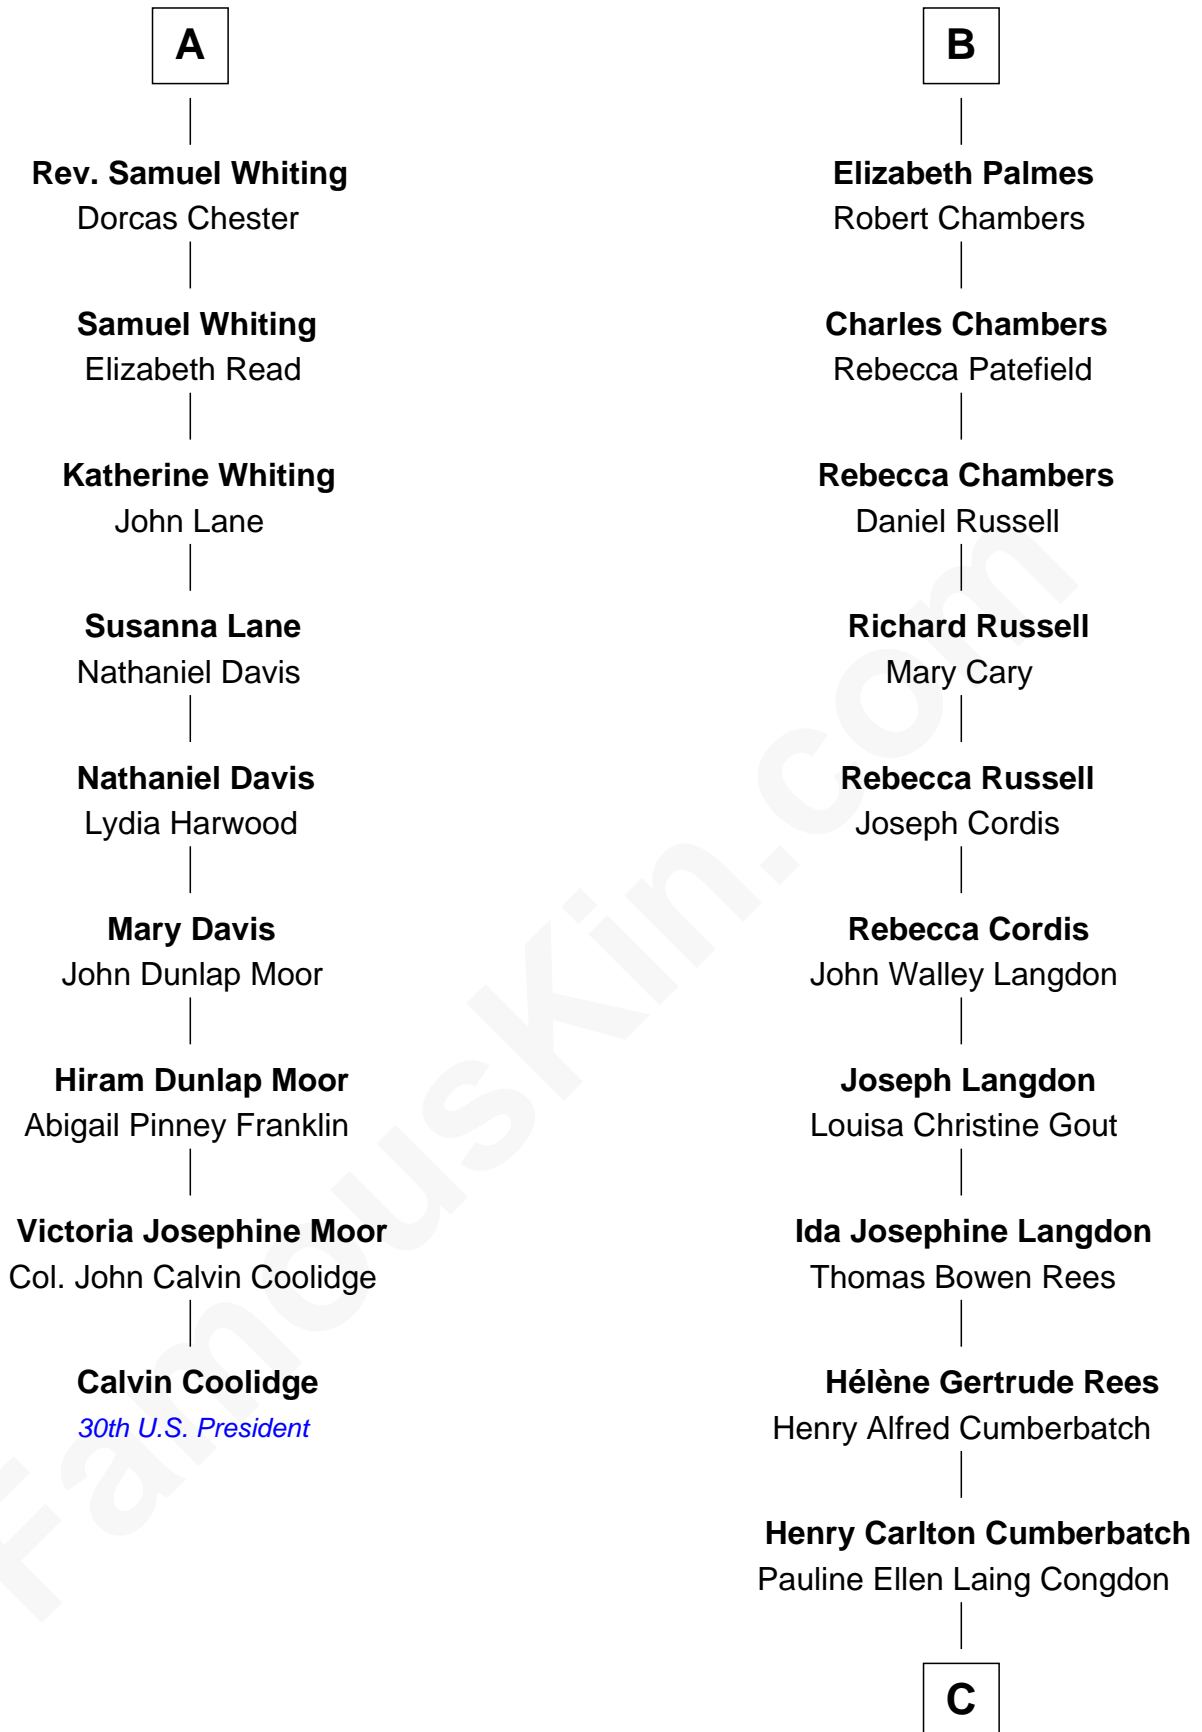 A
Rev. Samuel Whiting
Dorcas Chester
Samuel Whiting
Elizabeth Read
Katherine Whiting
John Lane
Susanna Lane
Nathaniel Davis
Nathaniel Davis
Lydia Harwood
Mary Davis
John Dunlap Moor
Hiram Dunlap Moor
Abigail Pinney Franklin
Victoria Josephine Moor
Col. John Calvin Coolidge
Calvin Coolidge
30th U.S. President
B
Elizabeth Palmes
Robert Chambers
Charles Chambers
Rebecca Patefield
Rebecca Chambers
Daniel Russell
Richard Russell
Mary Cary
Rebecca Russell
Joseph Cordis
Rebecca Cordis
John Walley Langdon
Joseph Langdon
Louisa Christine Gout
Ida Josephine Langdon
Thomas Bowen Rees
Hélène Gertrude Rees
Henry Alfred Cumberbatch
Henry Carlton Cumberbatch
Pauline Ellen Laing Congdon
C
FamousKin.com